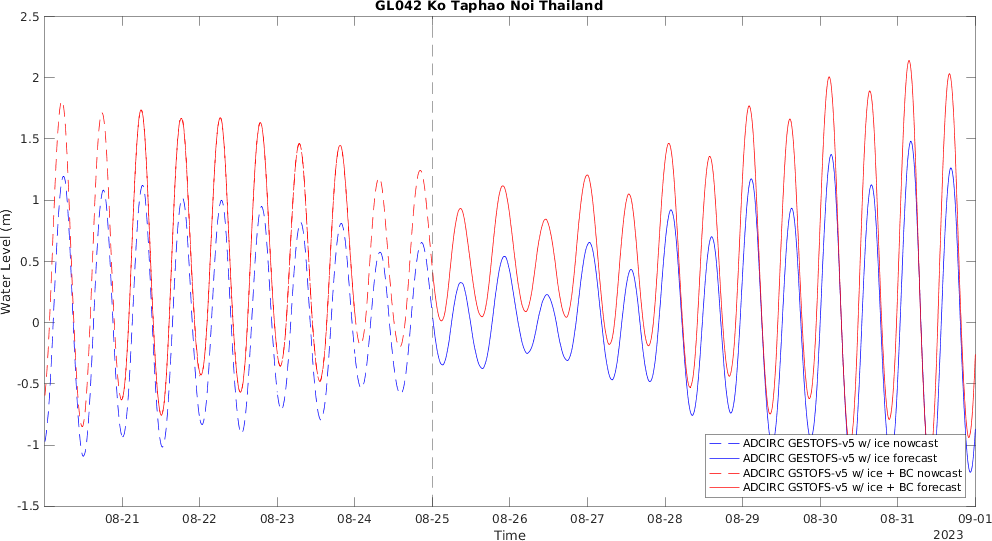 GL042 Ko Taphao Noi Thailand
2.5
2
1.5
1
0.5
0
-0.5
-1
-1.5
Water Level (m)
ADCIRC GESTOFS-v5 w/ ice nowcast
ADCIRC GESTOFS-v5 w/ ice forecast
ADCIRC GSTOFS-v5 w/ ice + BC nowcast
ADCIRC GSTOFS-v5 w/ ice + BC forecast
08-21 08-22 08-23 08-24 08-25 08-26 08-27 08-28 08-29 08-30 08-31 09-01
Time
2023